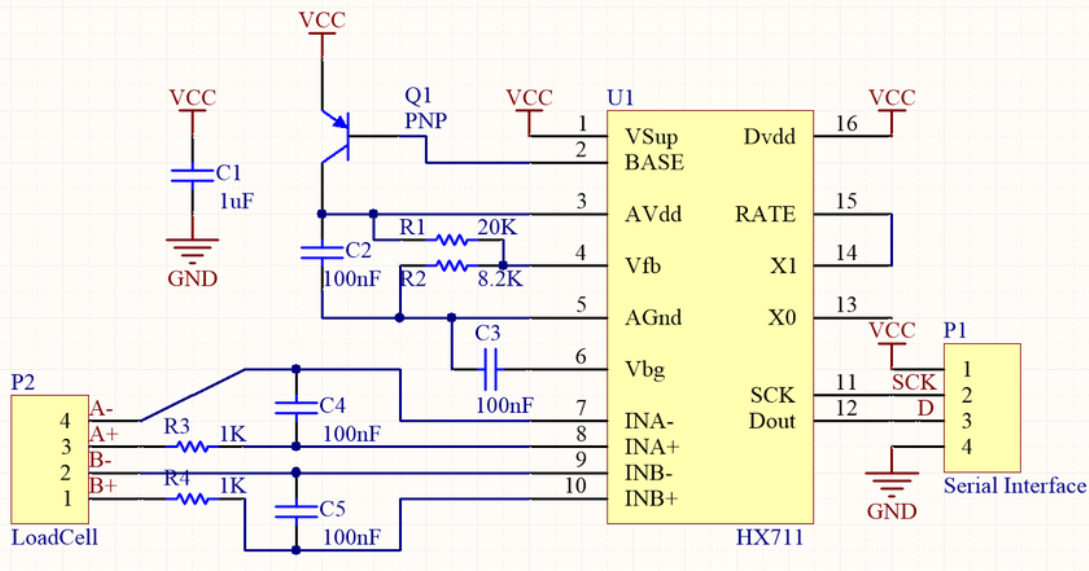 VCC
VCC
C1
1uF
GND
Q1
PNP
VCC
U1
VCC
1 VSup Dvdd 16
2 BASE
3 AVdd RATE 15
R1 20K
C2
100nF
R2 8.2K
4 Vfb X1 14
5 AGnd X0 13
C3
100nF
6 Vbg
SCK 11
Dout 12
7 INA-
8 INA+
9 INB-
10 INB+
HX711
VCC
P1
SCK
D
1
2
3
4
GND
Serial Interface
P2
4 A-
3 A+
2 B-
1 B+
LoadCell
R3 1K
R4 1K
C4
100nF
C5
100nF